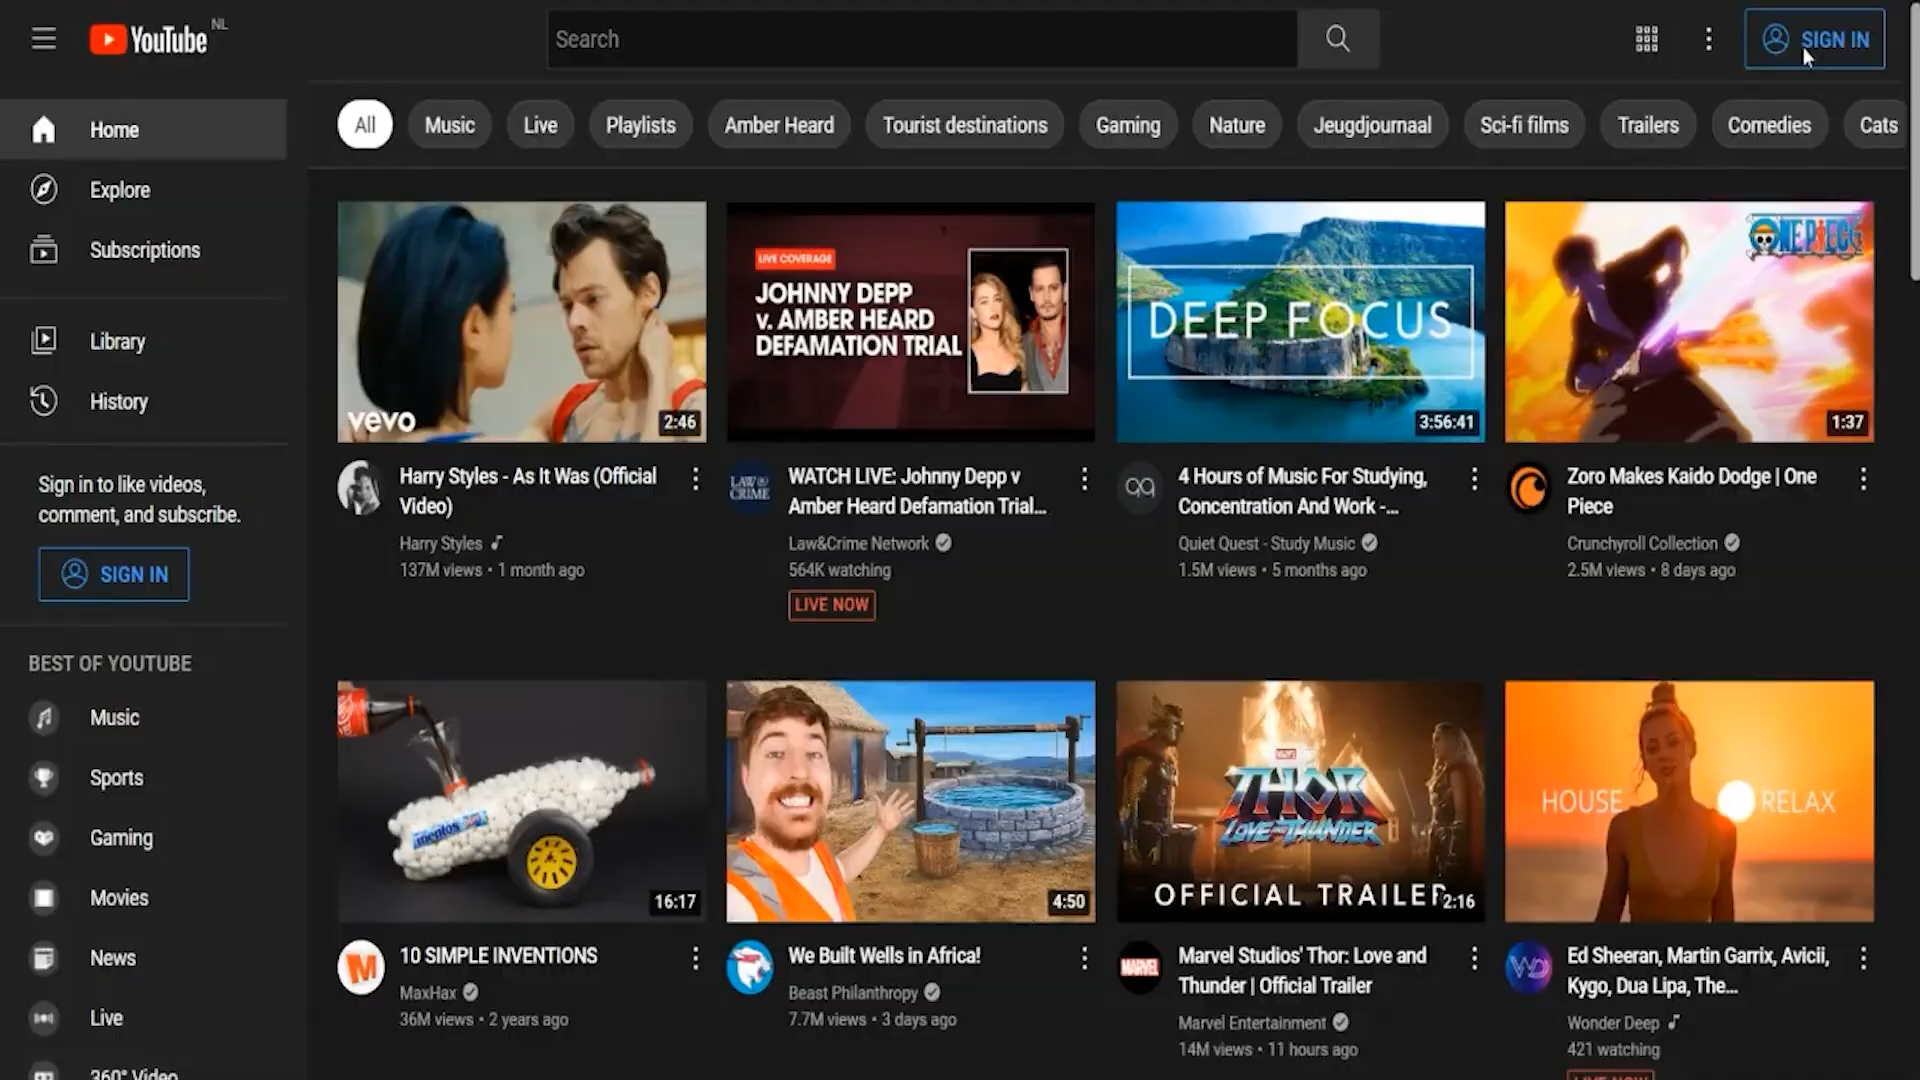 YouTube NL
Search
SIGN IN
Home
Explore
Subscriptions
Library
History
Sign in to like videos,
comment, and subscribe.
SIGN IN
BEST OF YOUTUBE
Music
Sports
Gaming
Movies
News
Live
360° Video
All
Music
Live
Playlists
Amber Heard
Tourist destinations
Gaming
Nature
Jeugdjournaal
Sci-fi films
Trailers
Comedies
Cats
vevo
2:46
Harry Styles - As It Was (Official
Video)
Harry Styles
137M views • 1 month ago
LIVE COVERAGE
JOHNNY DEPP
v. AMBER HEARD
DEFAMATION TRIAL
LAW & CRIME
WATCH LIVE: Johnny Depp v
Amber Heard Defamation Trial...
Law&Crime Network
564K watching
LIVE NOW
DEEP FOCUS
3:56:41
4 Hours of Music For Studying,
Concentration And Work -...
Quiet Quest - Study Music
1.5M views • 5 months ago
ONE PIECE
1:37
Zoro Makes Kaido Dodge | One
Piece
Crunchyroll Collection
2.5M views • 8 days ago
mentos
16:17
10 SIMPLE INVENTIONS
MaxHax
36M views • 2 years ago
4:50
We Built Wells in Africa!
Beast Philanthropy
7.7M views • 3 days ago
THOR
LOVE AND THUNDER
OFFICIAL TRAILER
2:16
MARVEL
Marvel Studios' Thor: Love and
Thunder | Official Trailer
Marvel Entertainment
14M views • 11 hours ago
HOUSE RELAX
WD
Ed Sheeran, Martin Garrix, Avicii,
Kygo, Dua Lipa, The...
Wonder Deep
421 watching
LIVE NOW